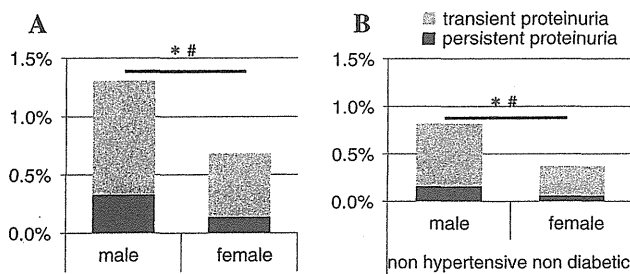 A
B
transient proteinuria
persistent proteinuria
1.5%
* #
1.0%
0.5%
0.0%
male female
1.5%
1.0%
* #
0.5%
0.0%
male female
non hypertensive non diabetic